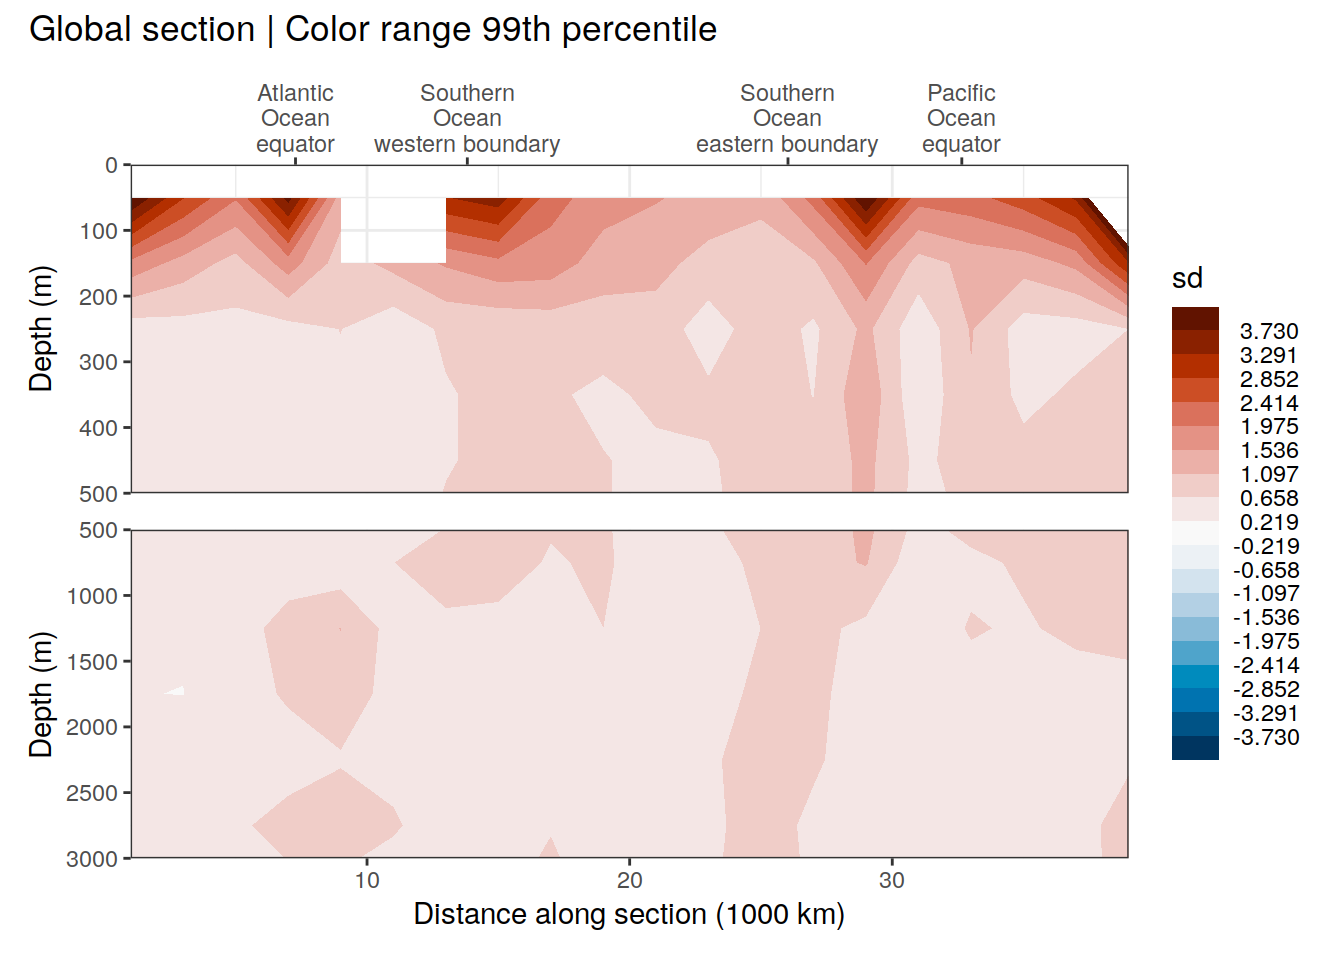 Global section | Color range 99th percentile
Atlantic
Ocean
equator
Southern
Ocean
western boundary
Southern
Ocean
eastern boundary
Pacific
Ocean
equator
Depth (m)
0
100
200
300
400
500
Depth (m)
500
1000
1500
2000
2500
3000
10
20
30
Distance along section (1000 km)
sd
3.730
3.291
2.852
2.414
1.975
1.536
1.097
0.658
0.219
-0.219
-0.658
-1.097
-1.536
-1.975
-2.414
-2.852
-3.291
-3.730